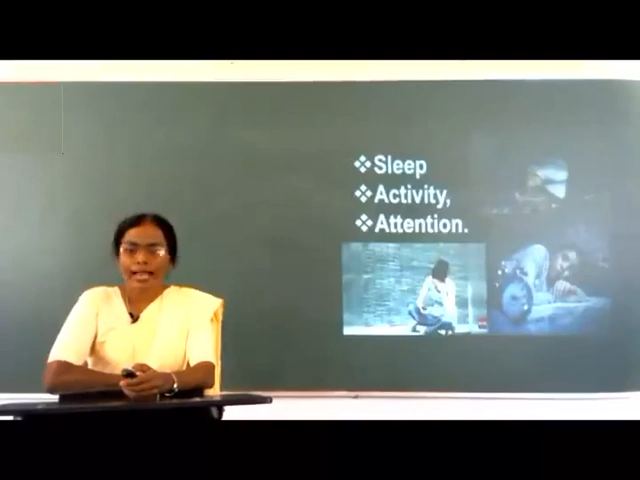 ❖Sleep
❖Activity,
❖Attention.